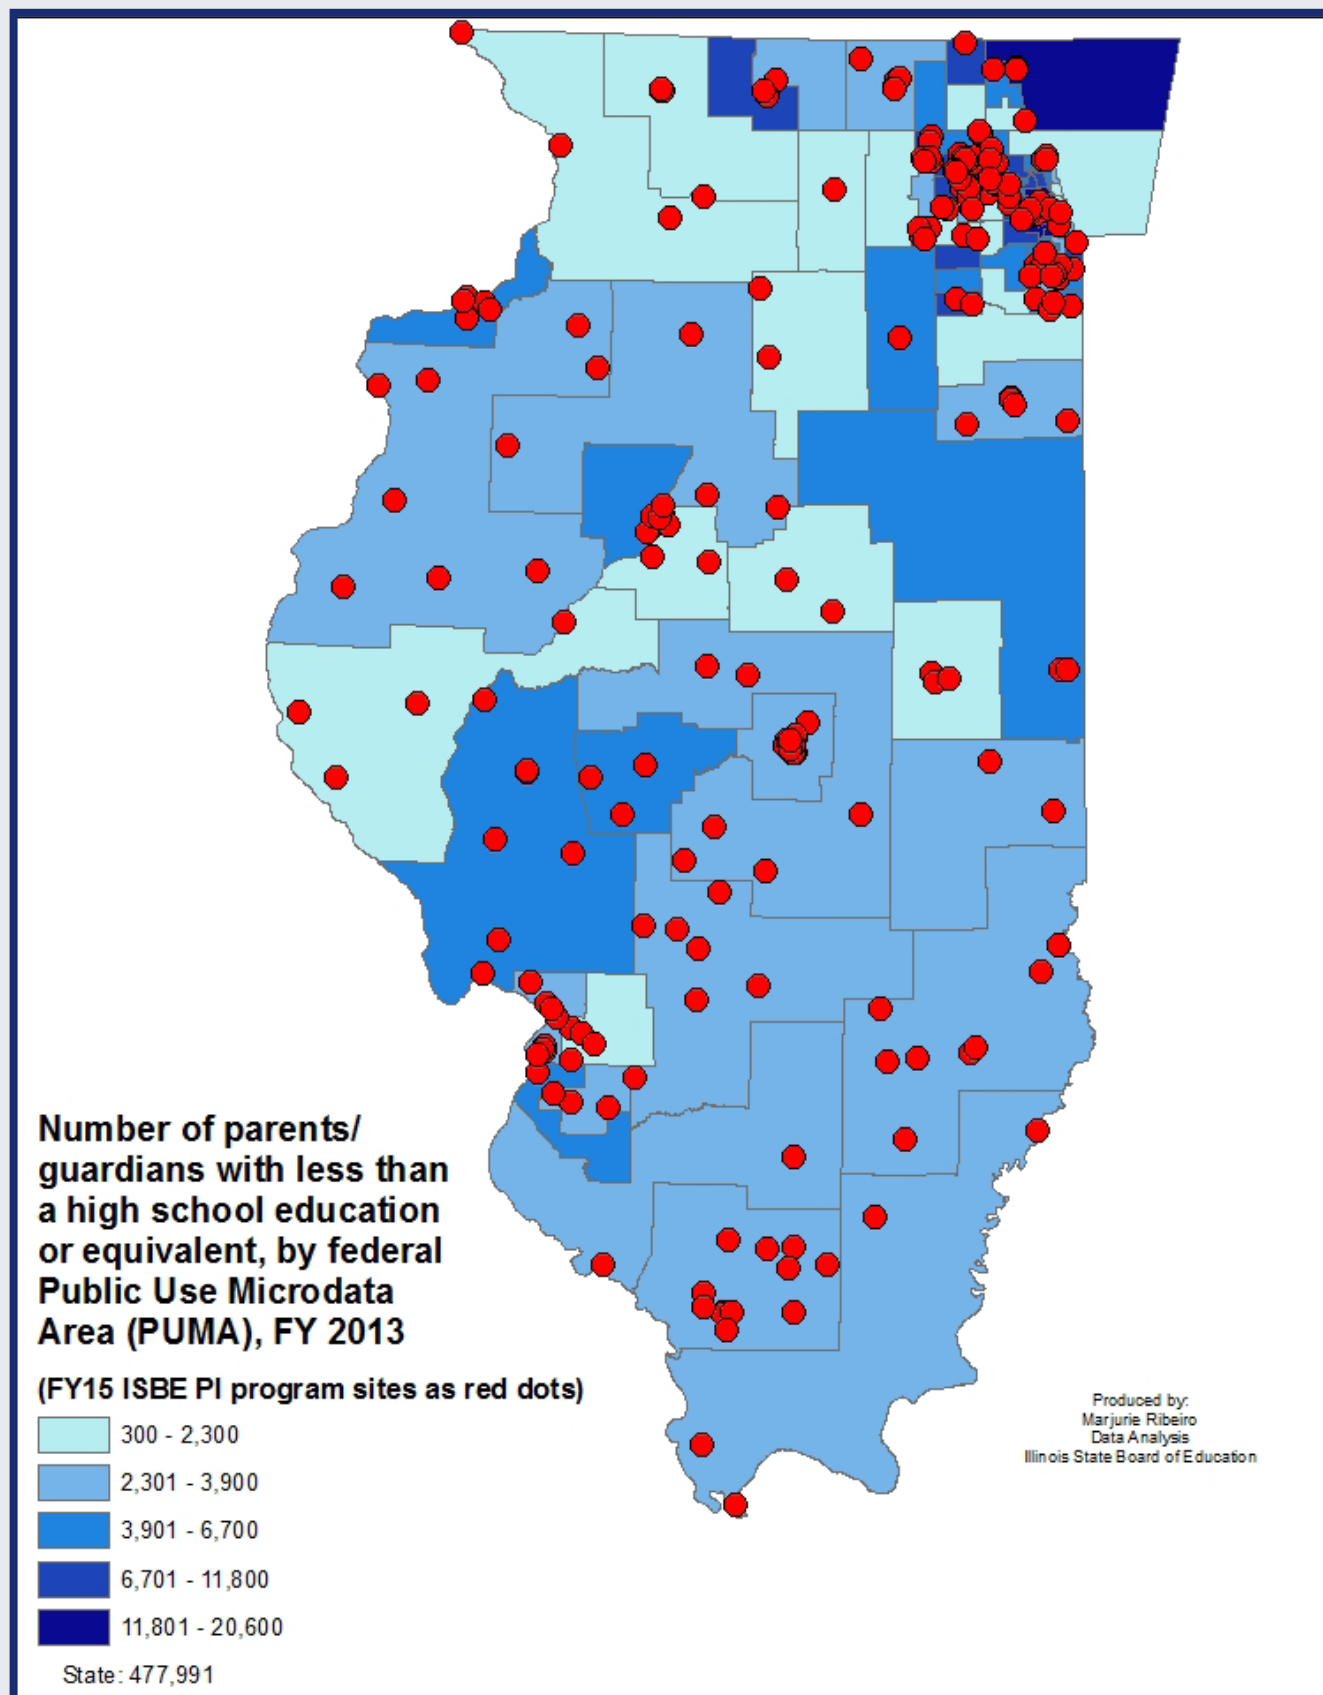 Number of parents/
guardians with less than
a high school education
or equivalent, by federal
Public Use Microdata
Area (PUMA), FY 2013
(FY15 ISBE PI program sites as red dots)
300 - 2,300
2,301 - 3,900
3,901 - 6,700
6,701 - 11,800
11,801 - 20,600
State: 477,991
Produced by:
Marjurie Ribeiro
Data Analysis
Illinois State Board of Education